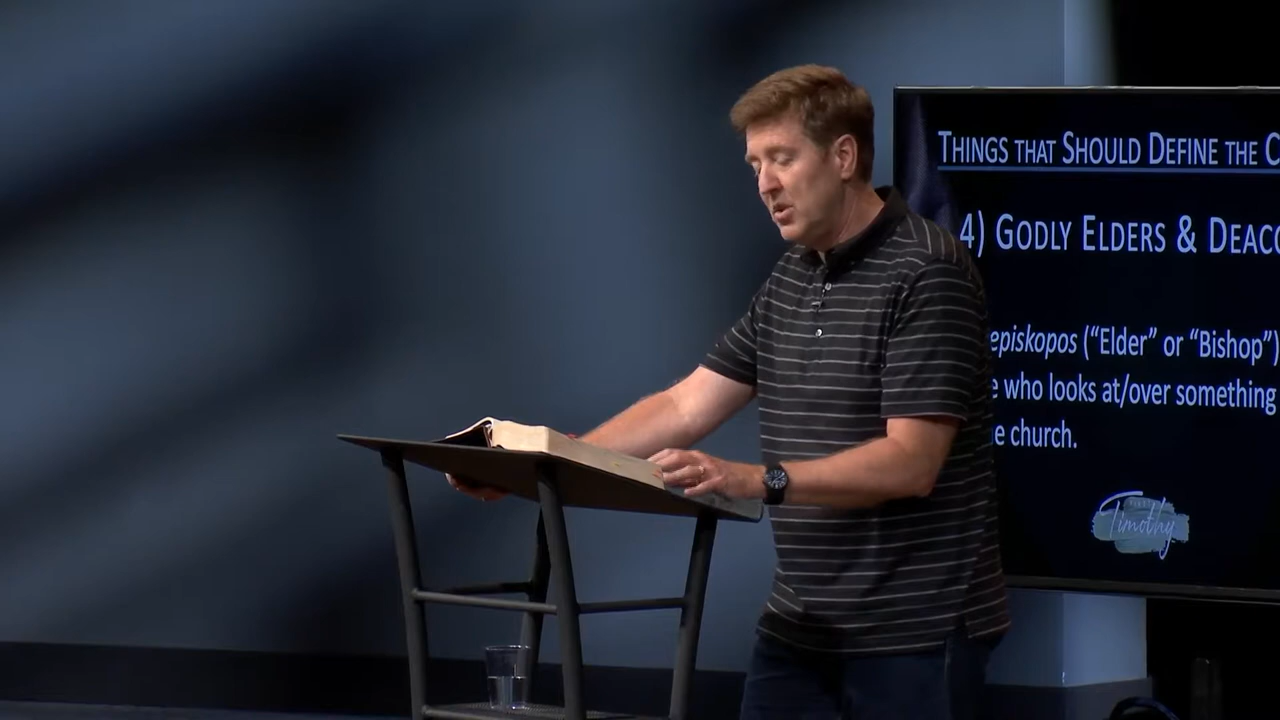 THINGS THAT SHOULD DEFINE THE C
4) GODLY ELDERS & DEACO
episkopos (“Elder” or “Bishop”)
e who looks at/over something
e church.
Timothy